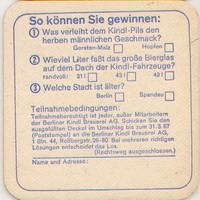 So können Sie gewinnen:
① Was verleiht dem Kindl-Pils den
herben männlichen Geschmack?
Gersten-Malz □ Hopfen □
② Wieviel Liter faßt das große Bierglas
auf dem Dach der Kindl-Fahrzeuge?
randvoll: 31 l □ 43 l □ 49 l □
③ Welche Stadt ist älter?
Berlin □ Spandau □
Teilnahmebedingungen:
Teilnahmeberechtigt ist jeder, außer Mitarbeitern
der Berliner Kindl Brauerei AG. Schicken Sie den
ausgefüllten Deckel im Umschlag bis zum 31.3.87
(Poststempel) an: Berliner Kindl Brauerei AG,
1 Bln. 44, Rollbergstr. 26-80 Bei mehreren richtigen
Lösungen entscheidet das Los.
(Rechtsweg ausgeschlossen.)
Name und Adresse: